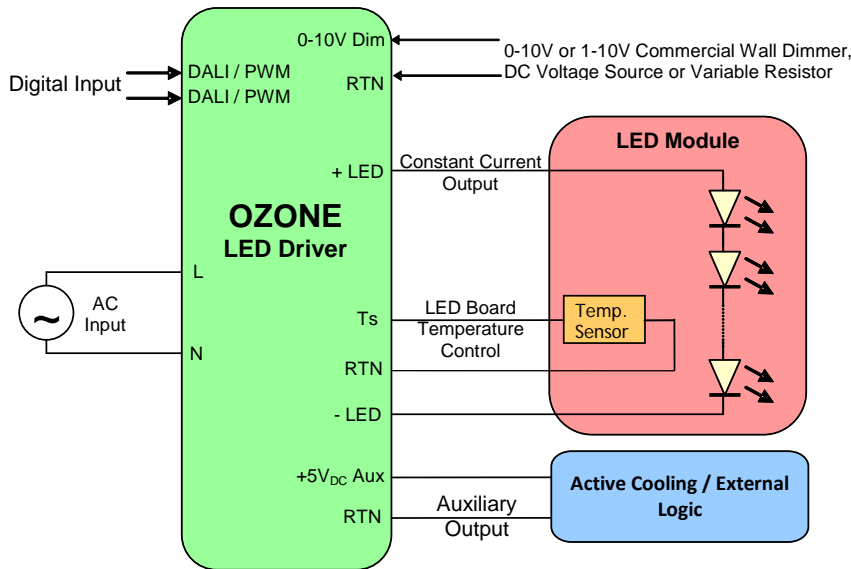 0-10V Dim
0-10V or 1-10V Commercial Wall Dimmer,
DC Voltage Source or Variable Resistor
Digital Input
DALI / PWM
DALI / PWM
RTN
LED Module
+ LED
Constant Current
Output
OZONE
LED Driver
L
AC
Input
~
N
Ts
LED Board
Temperature
Control
Temp.
Sensor
RTN
- LED
+5VDC Aux
RTN
Auxiliary
Output
Active Cooling / External
Logic